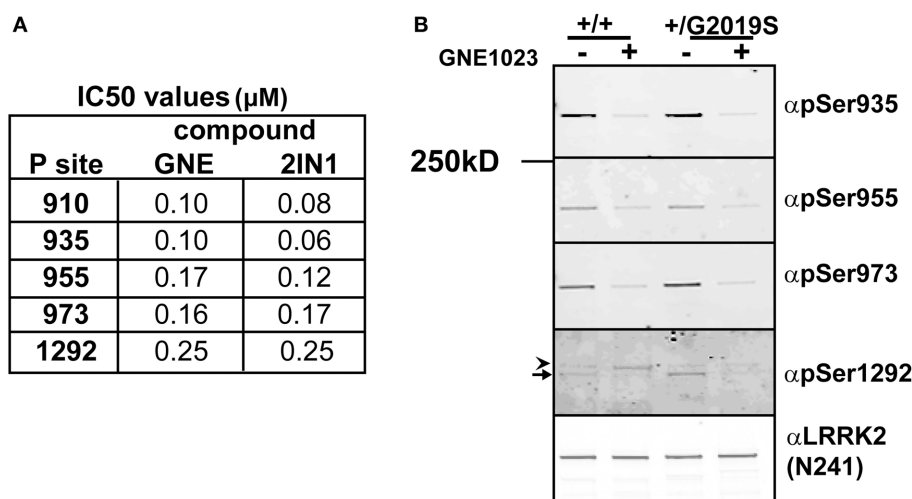 A
IC50 values (µM)
compound
P site GNE 2IN1
910 0.10 0.08
935 0.10 0.06
955 0.17 0.12
973 0.16 0.17
1292 0.25 0.25
B
+/+ +/G2019S
GNE1023 - + - +
αpSer935
250kD
αpSer955
αpSer973
αpSer1292
αLRRK2
(N241)